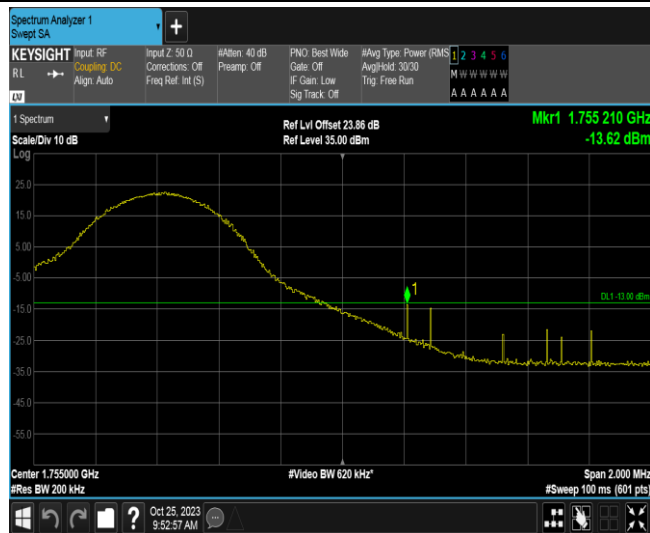 Spectrum Analyzer 1
Swept SA
KEYSIGHT
RL
Input: RF
Coupling: DC
Align: Auto
Input Z: 50 Ω
Corrections: Off
Freq Ref: Int (S)
#Atten: 40 dB
Preamp: Off
PNO: Best Wide
Gate: Off
IF Gain: Low
Sig Track: Off
#Avg Type: Power (RMS
Avg|Hold: 30/30
Trig: Free Run
1 2 3 4 5 6
M W W W W W
A A A A A A
1 Spectrum
Scale/Div 10 dB
Log
Ref Lvl Offset 23.86 dB
Ref Level 35.00 dBm
Mkr1 1.755 210 GHz
-13.62 dBm
25.0
15.0
5.00
-5.00
-15.0
-25.0
-35.0
-45.0
-55.0
1
DL1 -13.00 dBm
Center 1.755000 GHz
#Res BW 200 kHz
#Video BW 620 kHz*
Span 2.000 MHz
#Sweep 100 ms (601 pts)
Oct 25, 2023
9:52:57 AM